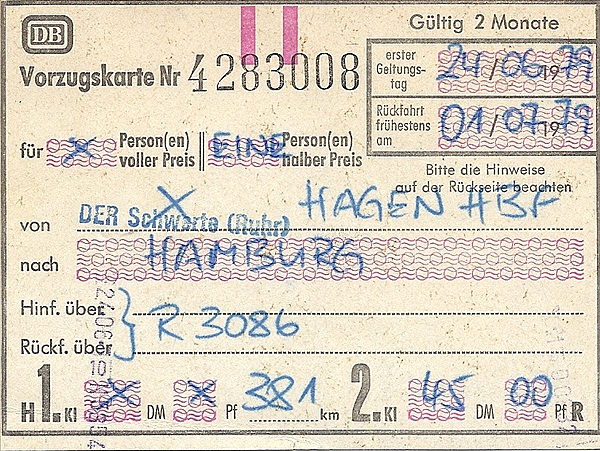 DB Gültig 2 Monate
Vorzugskarte Nr 4283008
erster Geltungs- tag 24/06 1979
Rückfahrt frühestens am 01/07 1979
für x Person(en) voller Preis EINE Person(en) halber Preis
Bitte die Hinweise
auf der Rückseite beachten
von DER Schwerte (Ruhr) X HAGEN HBF
nach HAMBURG
Hinf. über
R 3086
Rückf. über
H 1. Kl x DM x Pf 381 km 2. Kl 45 DM 00 Pf R